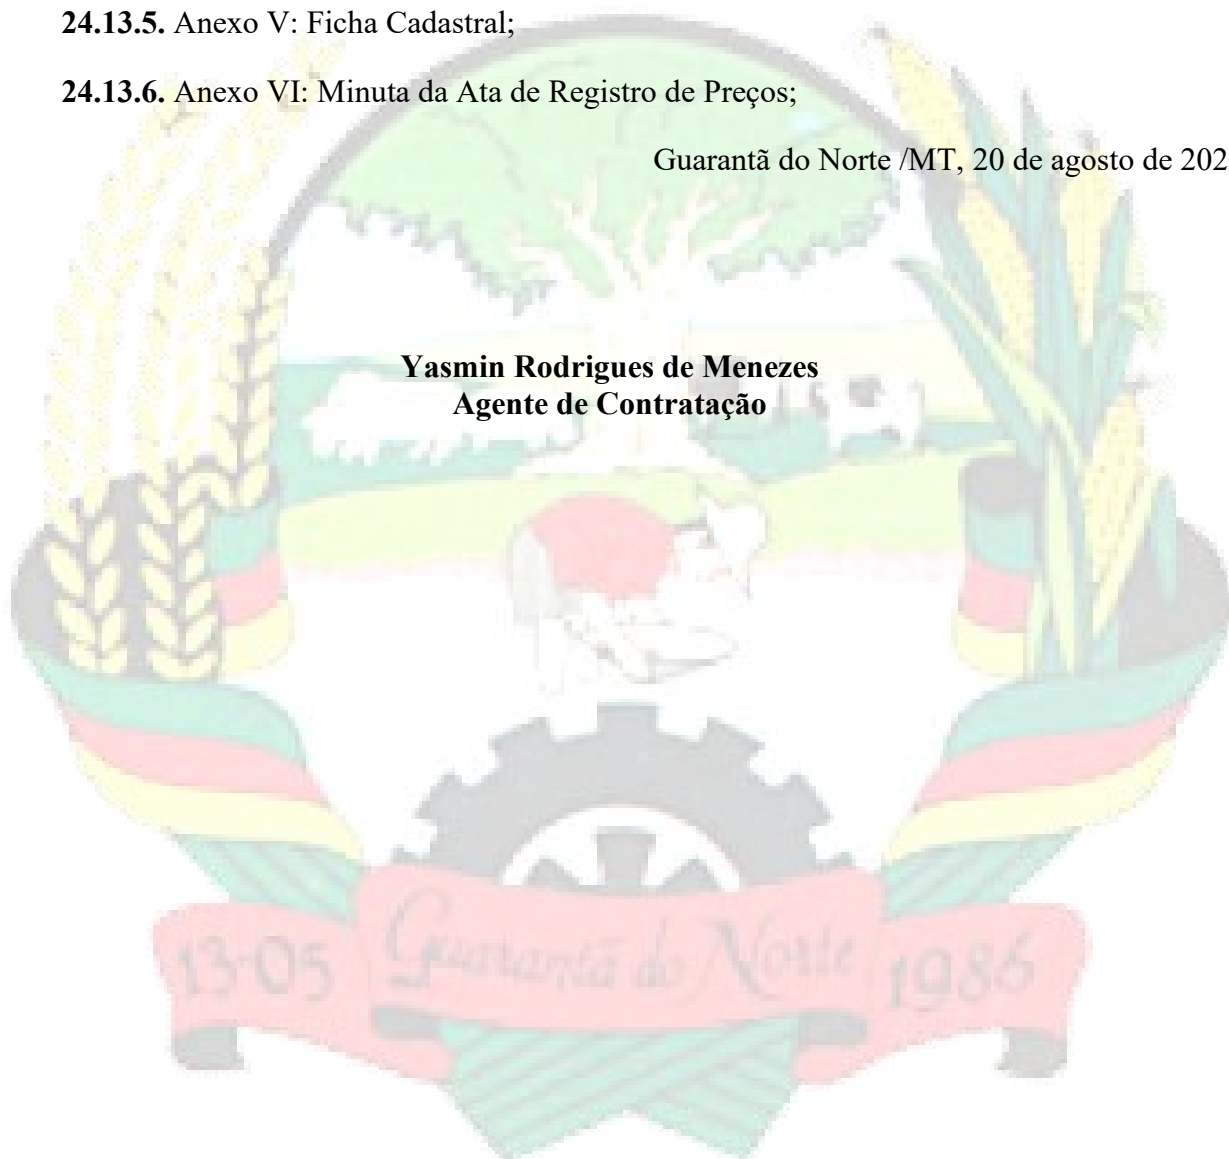 24.13.5. Anexo V: Ficha Cadastral;
24.13.6. Anexo VI: Minuta da Ata de Registro de Preços;
Guarantã do Norte /MT, 20 de agosto de 202
Yasmin Rodrigues de Menezes
Agente de Contratação
13-05 Guarantã do Norte 1986